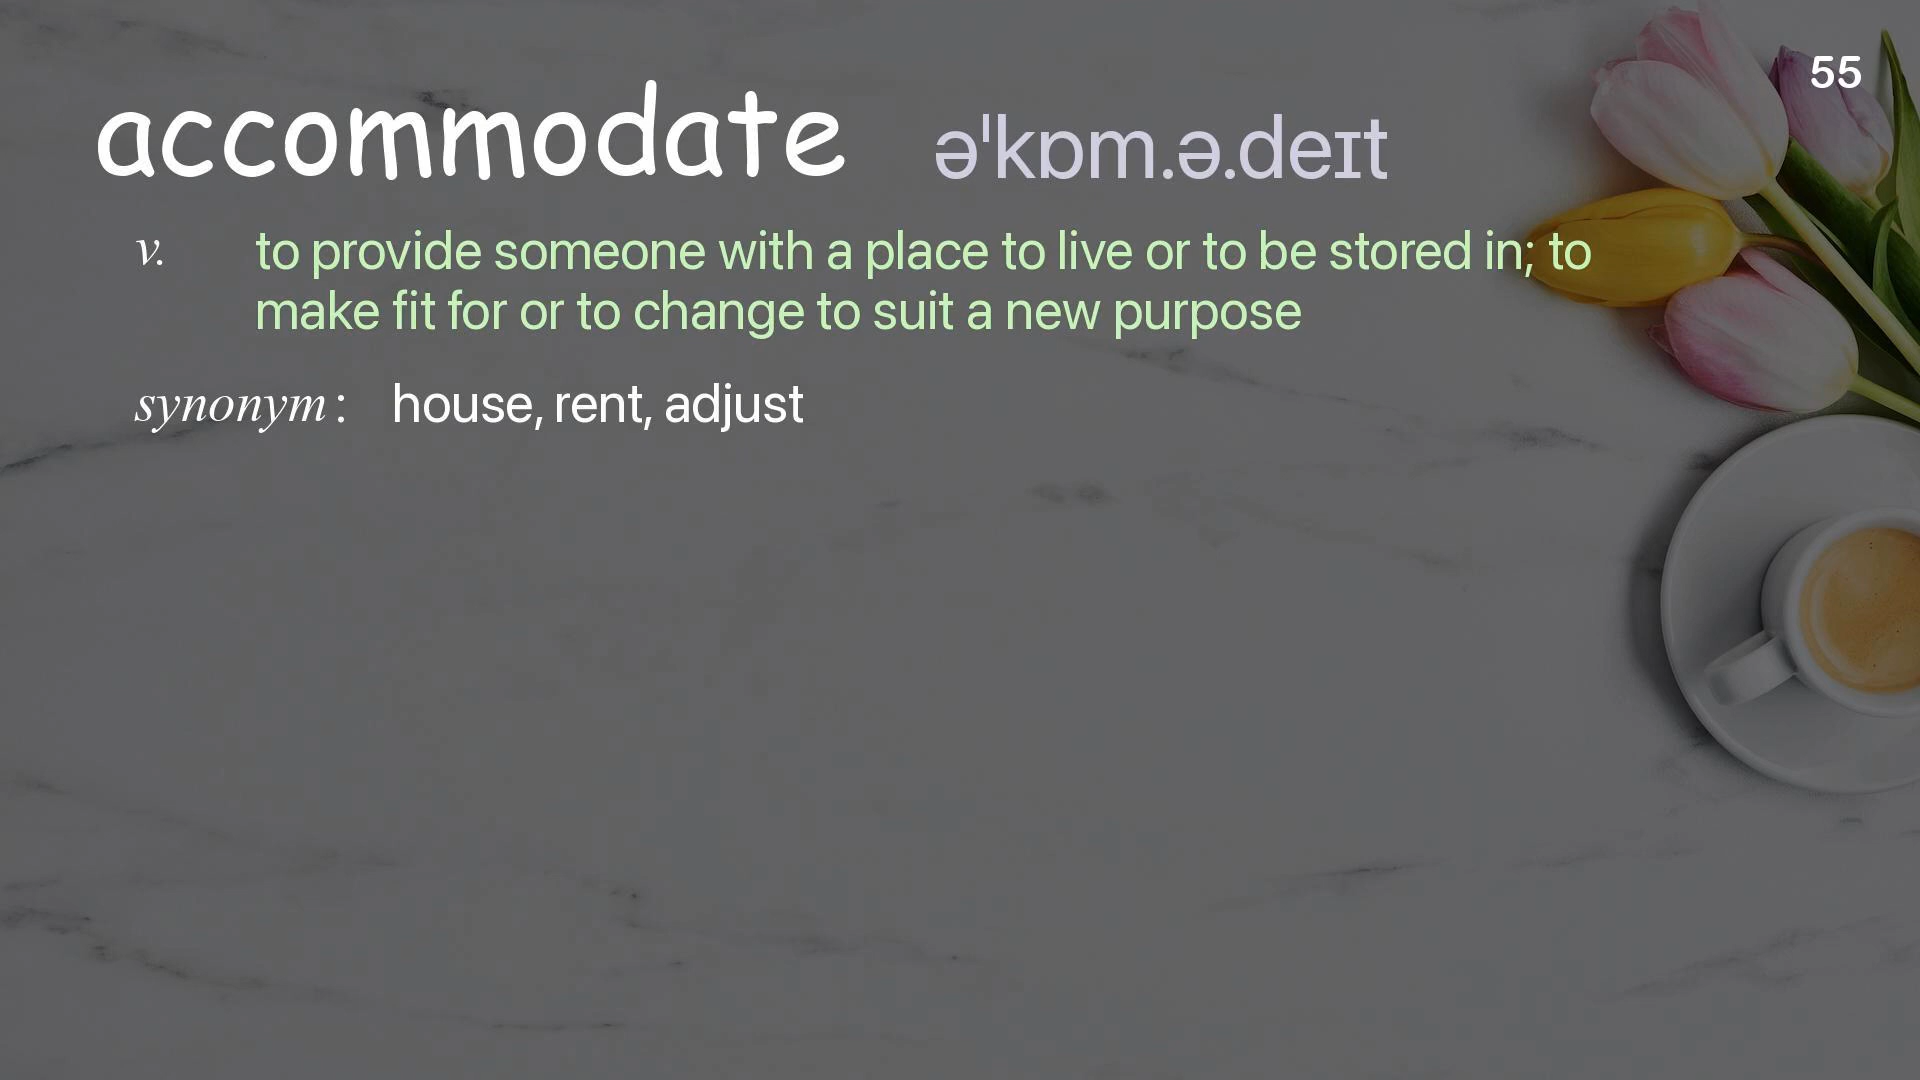 55
accommodate əˈkɒm.ə.deɪt
v. to provide someone with a place to live or to be stored in; to
make fit for or to change to suit a new purpose
synonym : house, rent, adjust